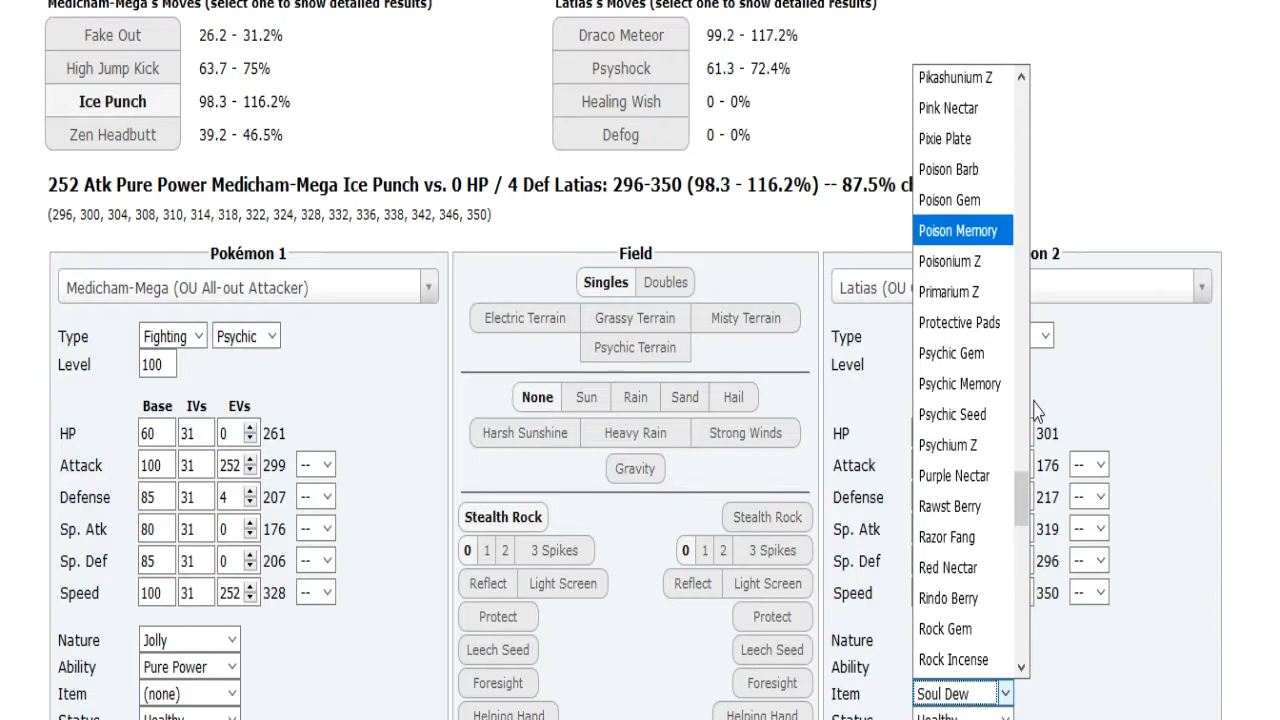 Medicham-Mega's Moves (select one to show detailed results)
Latias's Moves (select one to show detailed results)
Fake Out 26.2 - 31.2%
High Jump Kick 63.7 - 75%
Ice Punch 98.3 - 116.2%
Zen Headbutt 39.2 - 46.5%
Draco Meteor 99.2 - 117.2%
Psyshock 61.3 - 72.4%
Healing Wish 0 - 0%
Defog 0 - 0%
252 Atk Pure Power Medicham-Mega Ice Punch vs. 0 HP / 4 Def Latias: 296-350 (98.3 - 116.2%) -- 87.5% c
(296, 300, 304, 308, 310, 314, 318, 322, 324, 328, 332, 336, 338, 342, 346, 350)
Pokémon 1
Medicham-Mega (OU All-out Attacker)
Type Fighting Psychic
Level 100
Base IVs EVs
HP 60 31 0 261
Attack 100 31 252 299 --
Defense 85 31 4 207 --
Sp. Atk 80 31 0 176 --
Sp. Def 85 31 0 206 --
Speed 100 31 252 328 --
Nature Jolly
Ability Pure Power
Item (none)
Status Healthy
Field
Singles Doubles
Electric Terrain Grassy Terrain Misty Terrain
Psychic Terrain
None Sun Rain Sand Hail
Harsh Sunshine Heavy Rain Strong Winds
Gravity
Stealth Rock Stealth Rock
0 1 2 3 Spikes 0 1 2 3 Spikes
Reflect Light Screen Reflect Light Screen
Protect Protect
Leech Seed Leech Seed
Foresight Foresight
Helping Hand Helping Hand
on 2
Latias (OU
Type
Level
HP 301
Attack 176 --
Defense 217 --
Sp. Atk 319 --
Sp. Def 296 --
Speed 350 --
Nature
Ability
Item Soul Dew
Status Healthy
Pikashunium Z
Pink Nectar
Pixie Plate
Poison Barb
Poison Gem
Poison Memory
Poisonium Z
Primarium Z
Protective Pads
Psychic Gem
Psychic Memory
Psychic Seed
Psychium Z
Purple Nectar
Rawst Berry
Razor Fang
Red Nectar
Rindo Berry
Rock Gem
Rock Incense